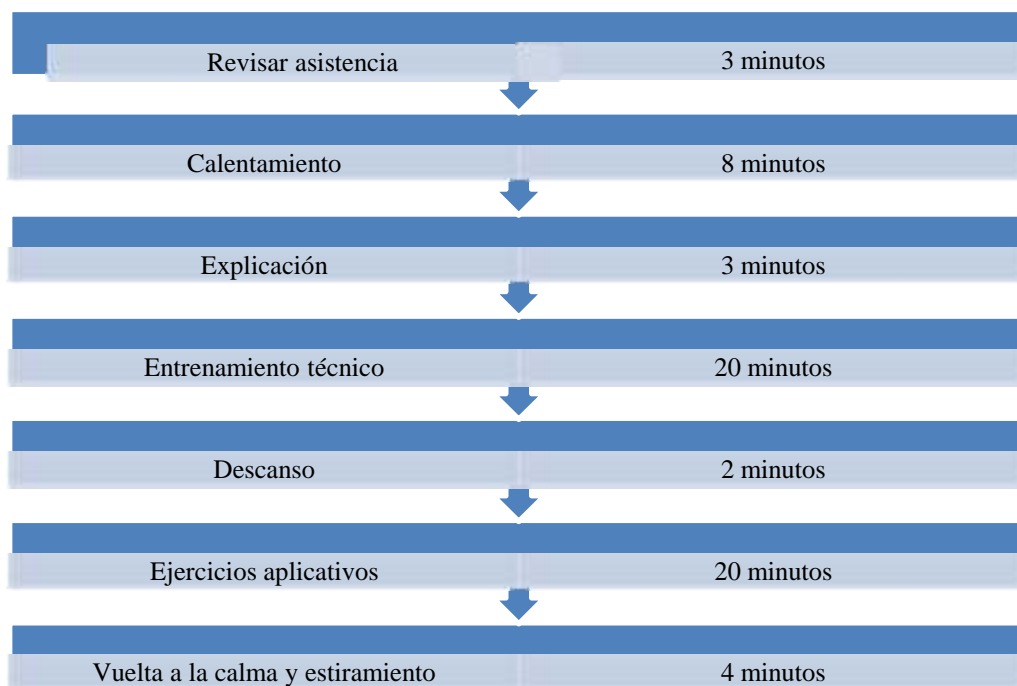 Revisar asistencia 3 minutos
Calentamiento 8 minutos
Explicación 3 minutos
Entrenamiento técnico 20 minutos
Descanso 2 minutos
Ejercicios aplicativos 20 minutos
Vuelta a la calma y estiramiento 4 minutos